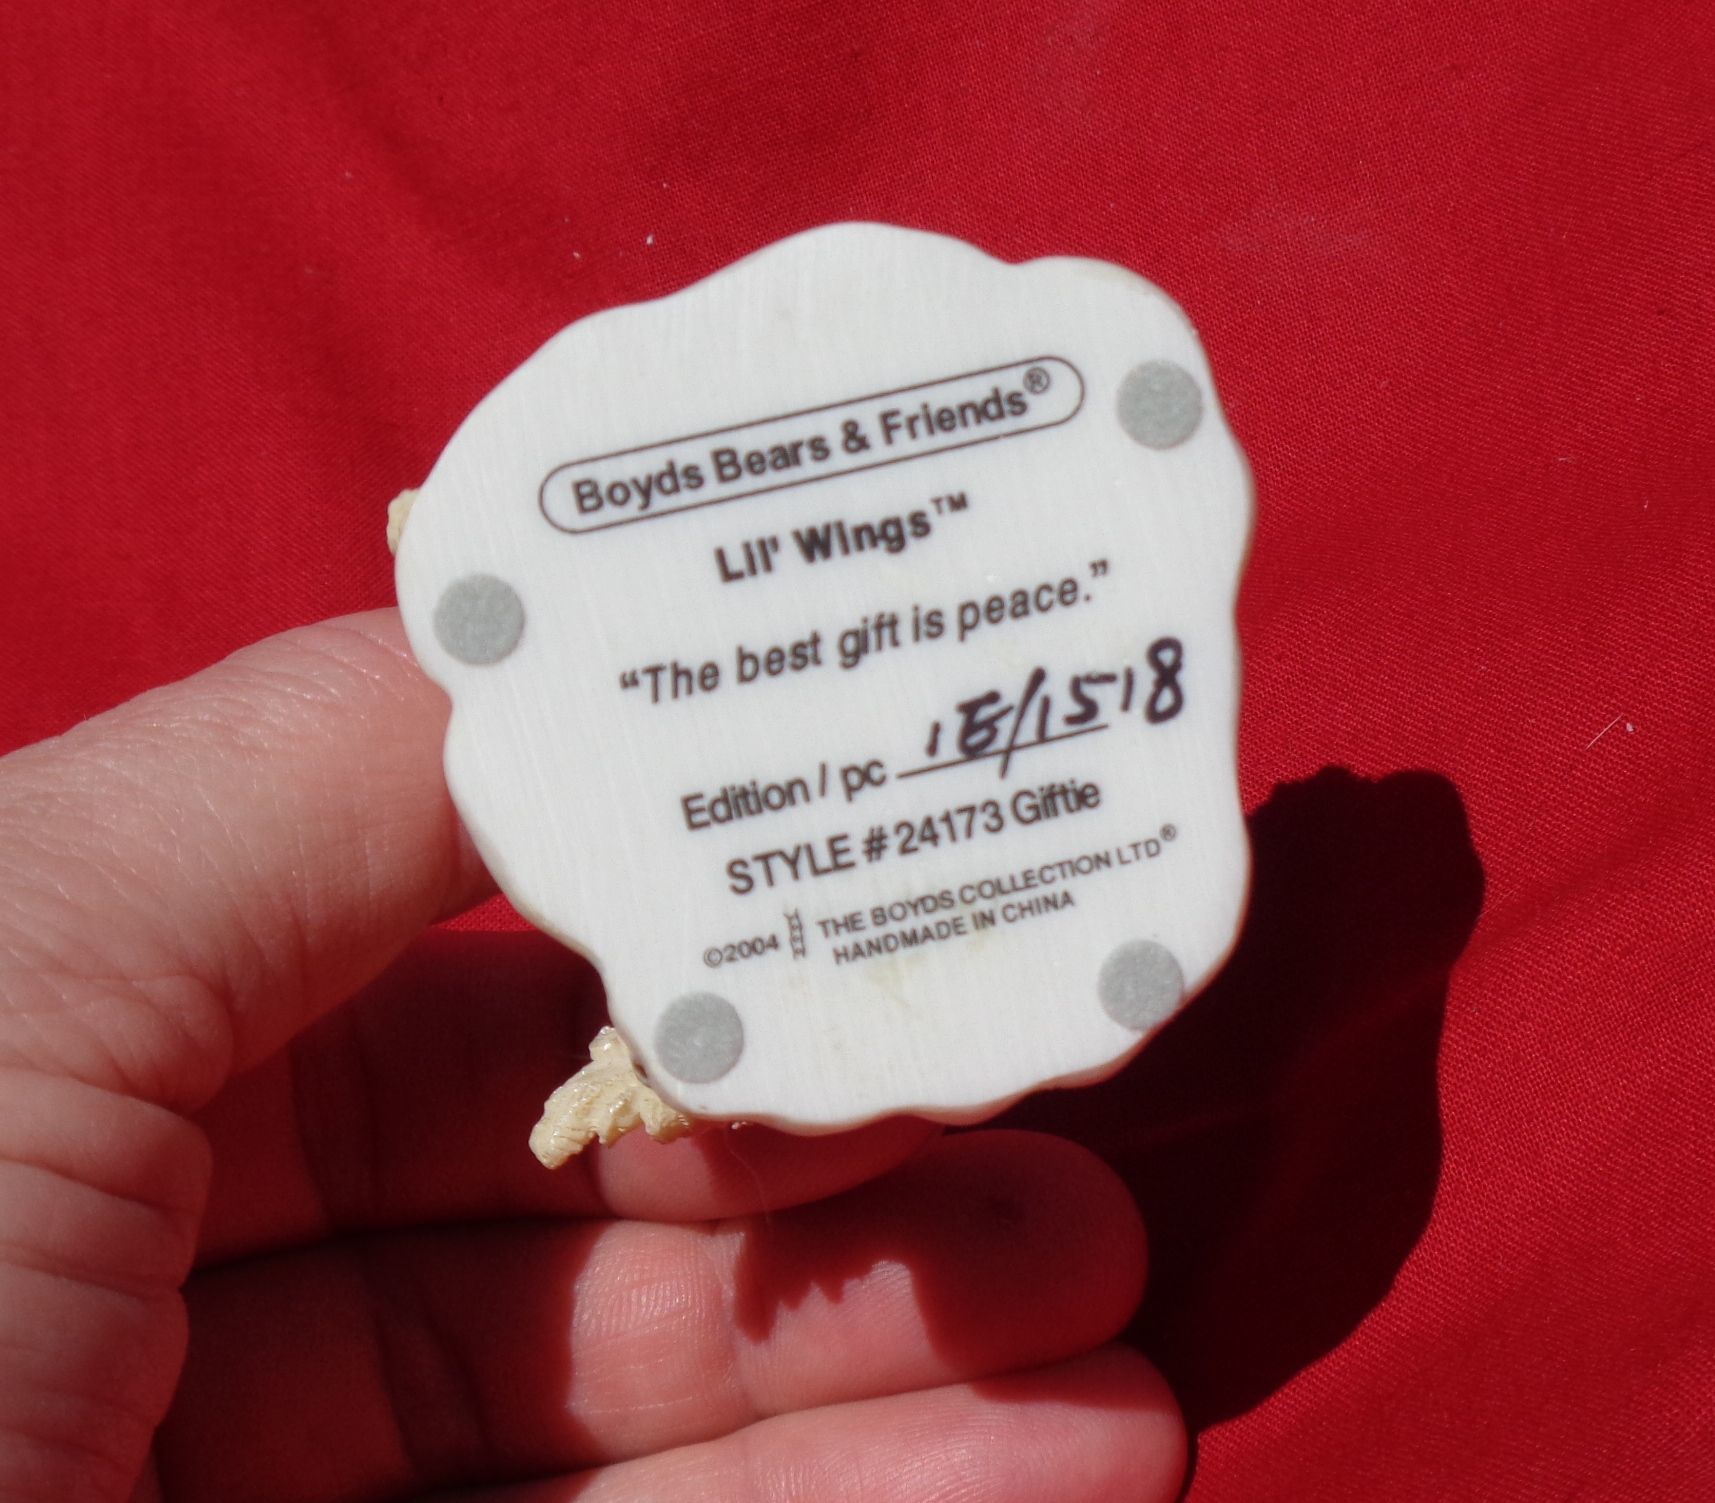 Boyds Bears & Friends®
Lil' Wings™
“The best gift is peace.”
Edition / pc 1E/1518
STYLE # 24173 Giftie
©2004 THE BOYDS COLLECTION LTD®
HANDMADE IN CHINA